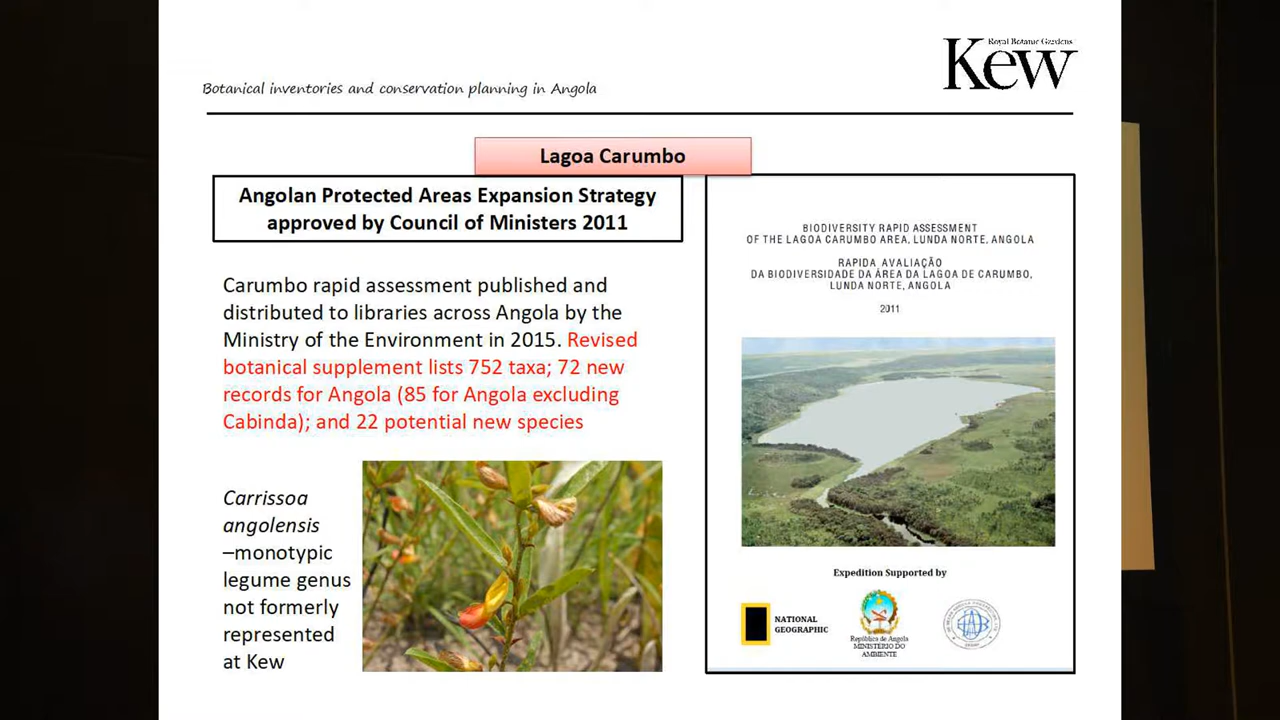 Royal Botanic Gardens
Kew
Botanical inventories and conservation planning in Angola
Lagoa Carumbo
Angolan Protected Areas Expansion Strategy
approved by Council of Ministers 2011
Carumbo rapid assessment published and
distributed to libraries across Angola by the
Ministry of the Environment in 2015. Revised
botanical supplement lists 752 taxa; 72 new
records for Angola (85 for Angola excluding
Cabinda); and 22 potential new species
Carrissoa
angolensis
–monotypic
legume genus
not formerly
represented
at Kew
BIODIVERSITY RAPID ASSESSMENT
OF THE LAGOA CARUMBO AREA, LUNDA NORTE, ANGOLA
RAPIDA AVALIAÇÃO
DA BIODIVERSIDADE DA ÁREA DA LAGOA DE CARUMBO,
LUNDA NORTE, ANGOLA
2011
Expedition Supported by
NATIONAL
GEOGRAPHIC
República de Angola
MINISTERIO DO
AMBIENTE